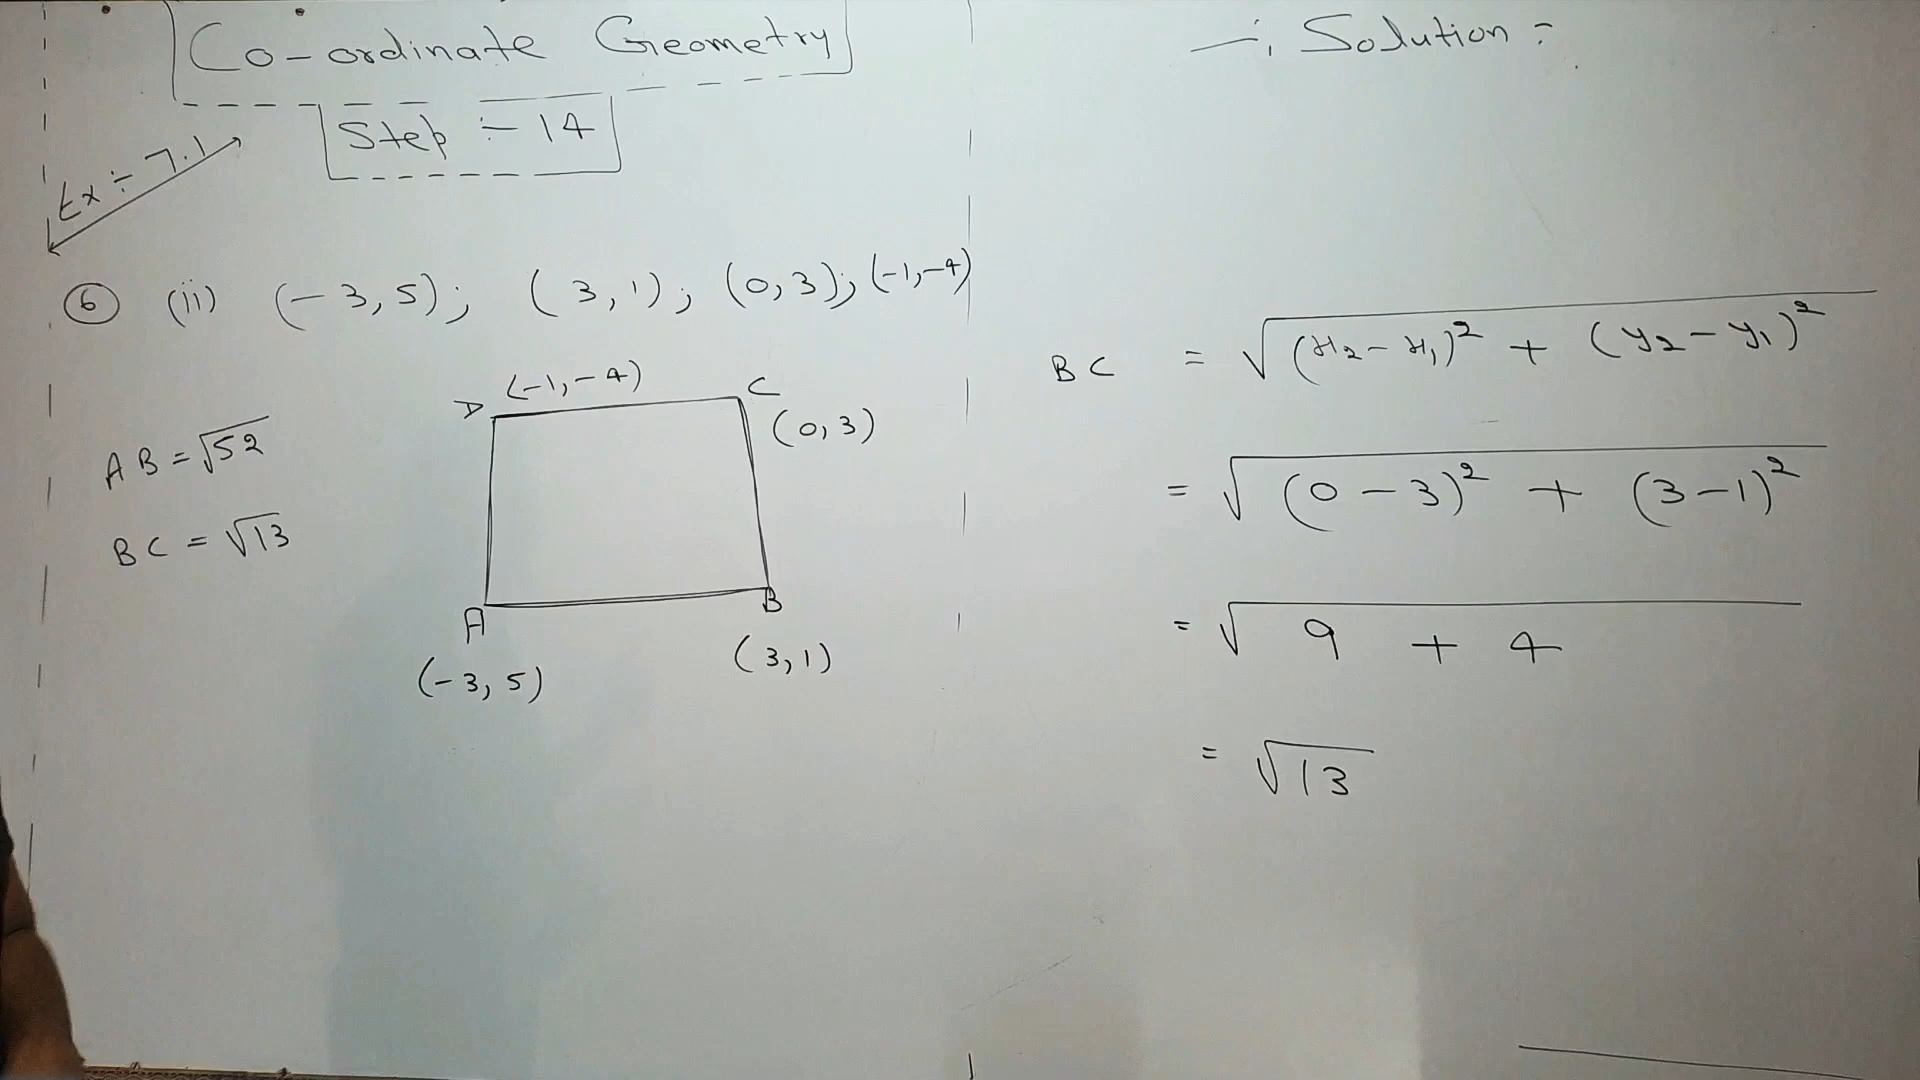 Co-ordinate Geometry
Step :- 14
Ex :- 7.1
6 (ii) (-3, 5); (3, 1); (0, 3); (-1, -4)
AB = √52
BC = √13
D (-1, -4)
C
(0, 3)
A
(-3, 5)
B
(3, 1)
-: Solution :
BC = √(x₂ - x₁)² + (y₂ - y₁)²
= √(0 - 3)² + (3 - 1)²
= √9 + 4
= √13